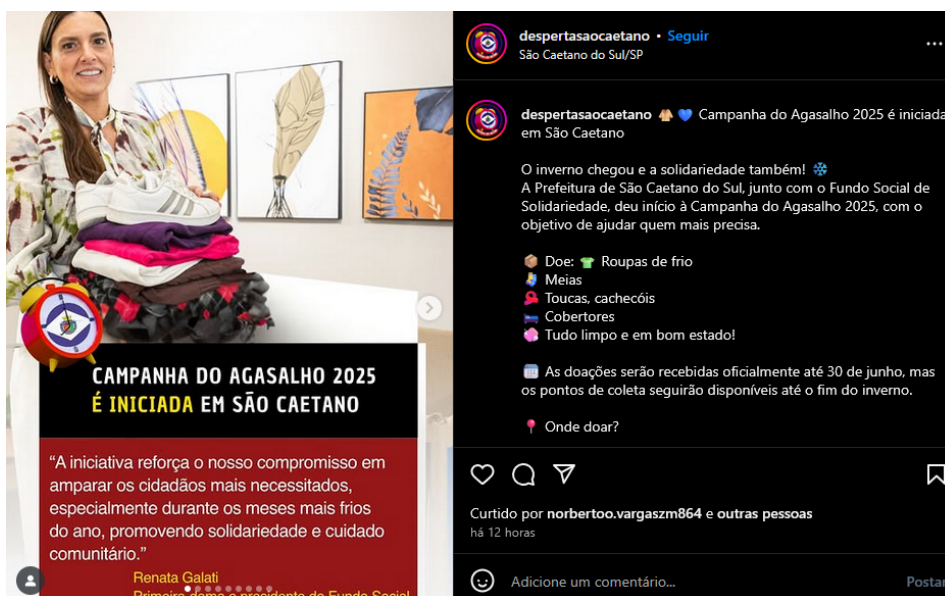 CAMPANHA DO AGASALHO 2025
É INICIADA EM SÃO CAETANO
“A iniciativa reforça o nosso compromisso em
amparar os cidadãos mais necessitados,
especialmente durante os meses mais frios
do ano, promovendo solidariedade e cuidado
comunitário.”
Renata Galati
Primeira-dama e presidente do Fundo Social
despertasaocaetano • Seguir
São Caetano do Sul/SP
despertasaocaetano 🧥 💙 Campanha do Agasalho 2025 é iniciada
em São Caetano
O inverno chegou e a solidariedade também! ❄️
A Prefeitura de São Caetano do Sul, junto com o Fundo Social de
Solidariedade, deu início à Campanha do Agasalho 2025, com o
objetivo de ajudar quem mais precisa.
📦 Doe: 👕 Roupas de frio
🧦 Meias
🧣 Toucas, cachecóis
🛏️ Cobertores
🧼 Tudo limpo e em bom estado!
🗓️ As doações serão recebidas oficialmente até 30 de junho, mas
os pontos de coleta seguirão disponíveis até o fim do inverno.
📍 Onde doar?
Curtido por norbertoo.vargaszm864 e outras pessoas
há 12 horas
Adicione um comentário...
Postar